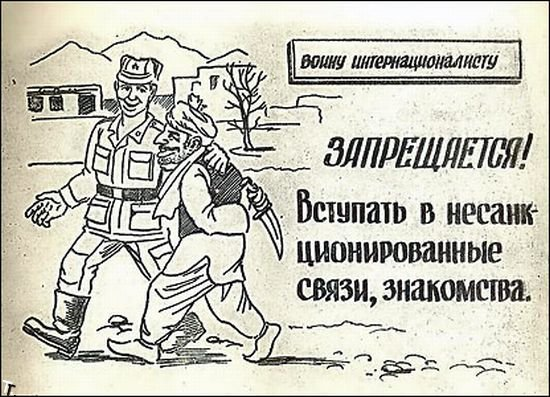 ВОИНУ ИНТЕРНАЦИОНАЛИСТУ
ЗАПРЕЩАЕТСЯ!
Вступать в несанк-
ционированные
связи, знакомства.